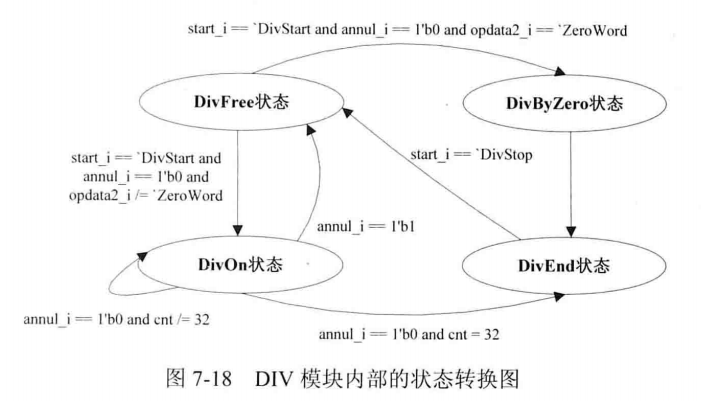 start_i == `DivStart and annul_i == 1'b0 and opdata2_i == `ZeroWord
DivFree状态
DivByZero状态
start_i == `DivStart and
annul_i == 1'b0 and
opdata2_i /= `ZeroWord
start_i == `DivStop
annul_i == 1'b1
DivOn状态
DivEnd状态
annul_i == 1'b0 and cnt /= 32
annul_i == 1'b0 and cnt = 32
图 7-18 DIV 模块内部的状态转换图